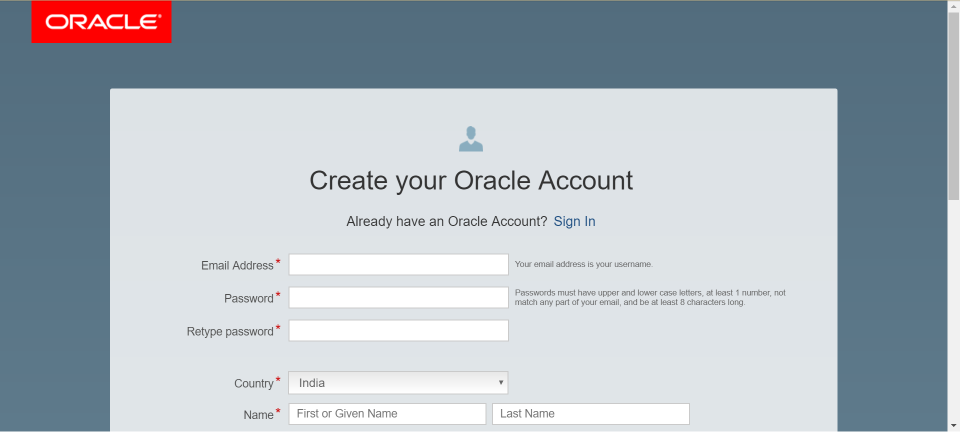 ORACLE®
Create your Oracle Account
Already have an Oracle Account? Sign In
Email Address* Your email address is your username.
Password* Passwords must have upper and lower case letters, at least 1 number, not
match any part of your email, and be at least 8 characters long.
Retype password*
Country* India
Name* First or Given Name Last Name